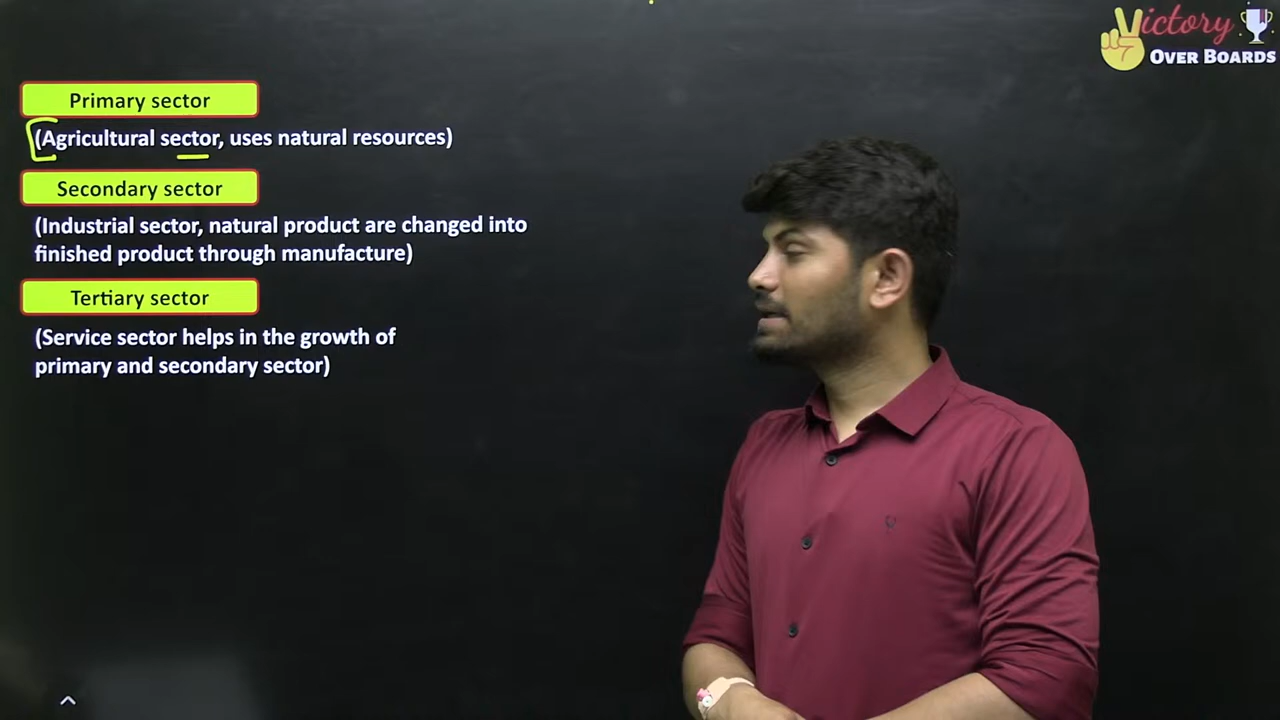 Victory
OVER BOARDS
Primary sector
(Agricultural sector, uses natural resources)
Secondary sector
(Industrial sector, natural product are changed into
finished product through manufacture)
Tertiary sector
(Service sector helps in the growth of
primary and secondary sector)